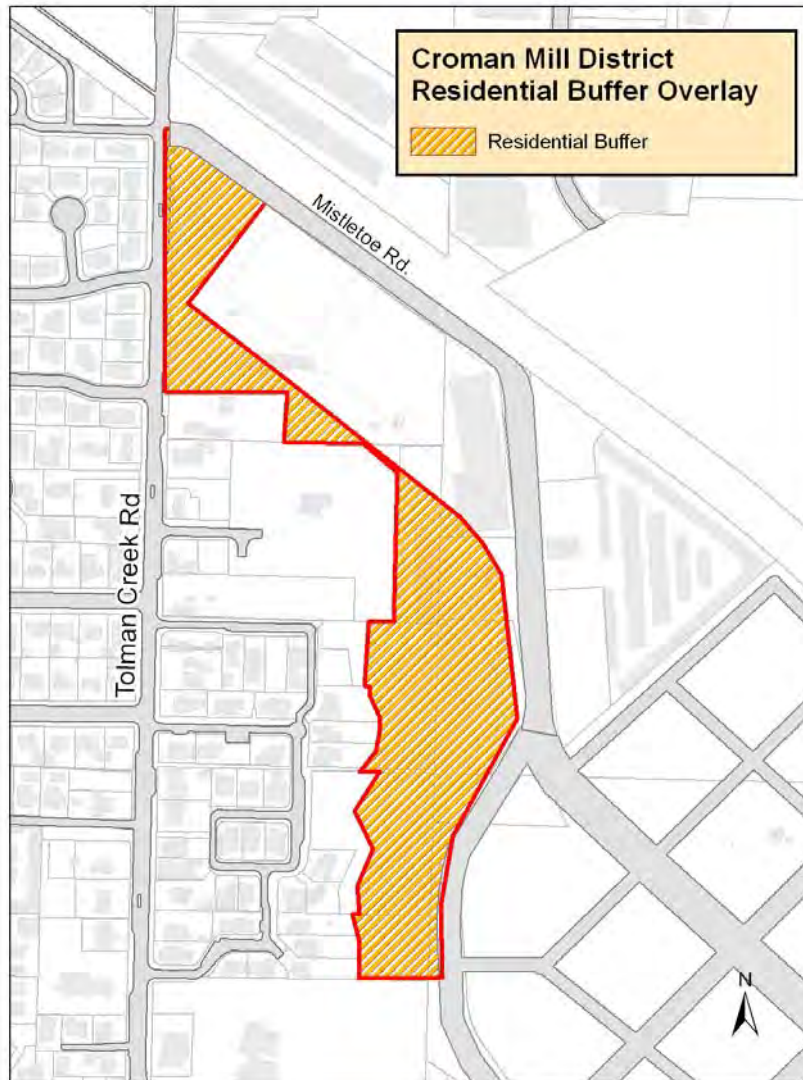 Croman Mill District
Residential Buffer Overlay
Residential Buffer
Mistletoe Rd.
Tolman Creek Rd
N